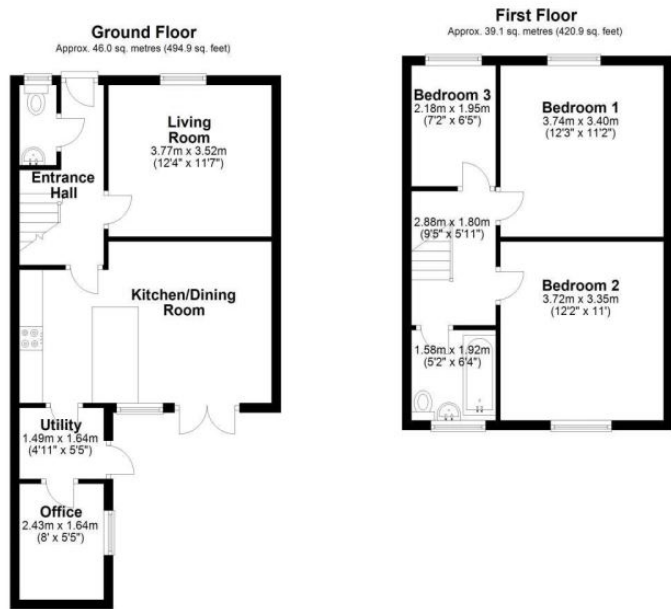 Ground Floor
Approx. 46.0 sq. metres (494.9 sq. feet)
Living
Room
3.77m x 3.52m
(12'4" x 11'7")
Entrance
Hall
Kitchen/Dining
Room
Utility
1.49m x 1.64m
(4'11" x 5'5")
Office
2.43m x 1.64m
(8' x 5'5")
First Floor
Approx. 39.1 sq. metres (420.9 sq. feet)
Bedroom 3
2.18m x 1.95m
(7'2" x 6'5")
Bedroom 1
3.74m x 3.40m
(12'3" x 11'2")
2.88m x 1.80m
(9'5" x 5'11")
Bedroom 2
3.72m x 3.35m
(12'2" x 11')
1.58m x 1.92m
(5'2" x 6'4")